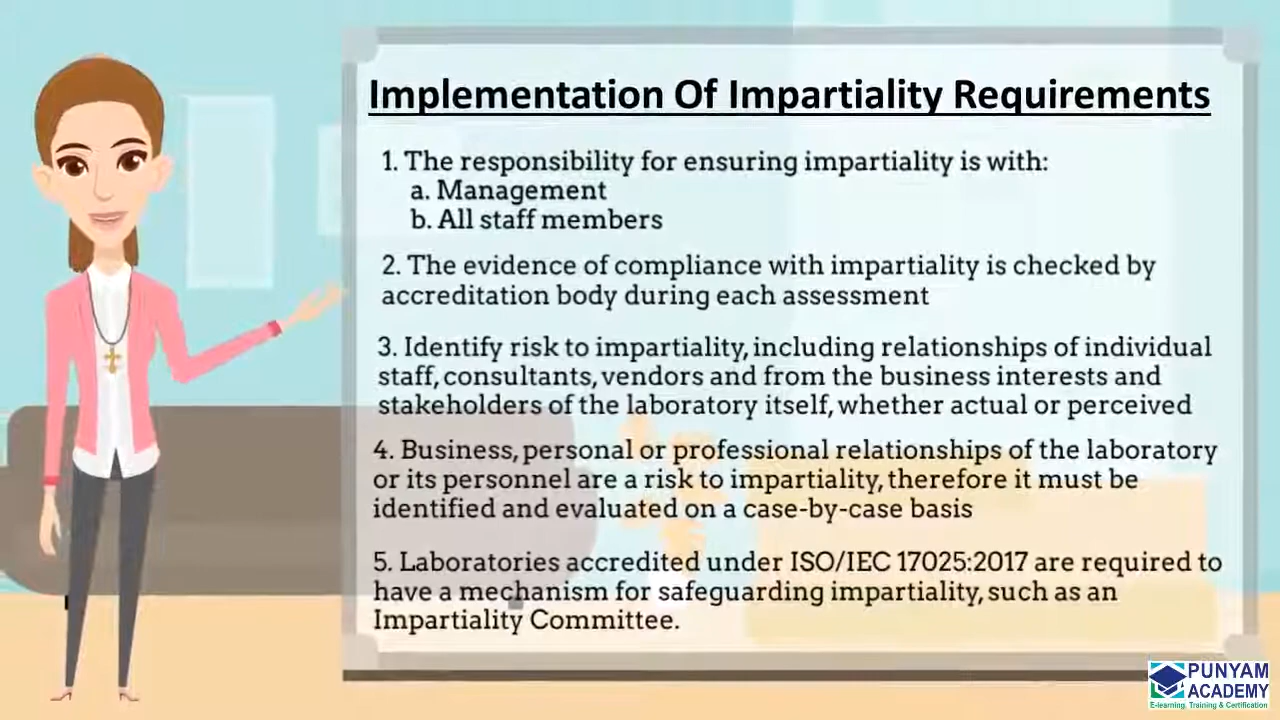 Implementation Of Impartiality Requirements
1. The responsibility for ensuring impartiality is with:
a. Management
b. All staff members
2. The evidence of compliance with impartiality is checked by
accreditation body during each assessment
3. Identify risk to impartiality, including relationships of individual
staff, consultants, vendors and from the business interests and
stakeholders of the laboratory itself, whether actual or perceived
4. Business, personal or professional relationships of the laboratory
or its personnel are a risk to impartiality, therefore it must be
identified and evaluated on a case-by-case basis
5. Laboratories accredited under ISO/IEC 17025:2017 are required to
have a mechanism for safeguarding impartiality, such as an
Impartiality Committee.
PUNYAM
ACADEMY
E-learning, Training & Certification